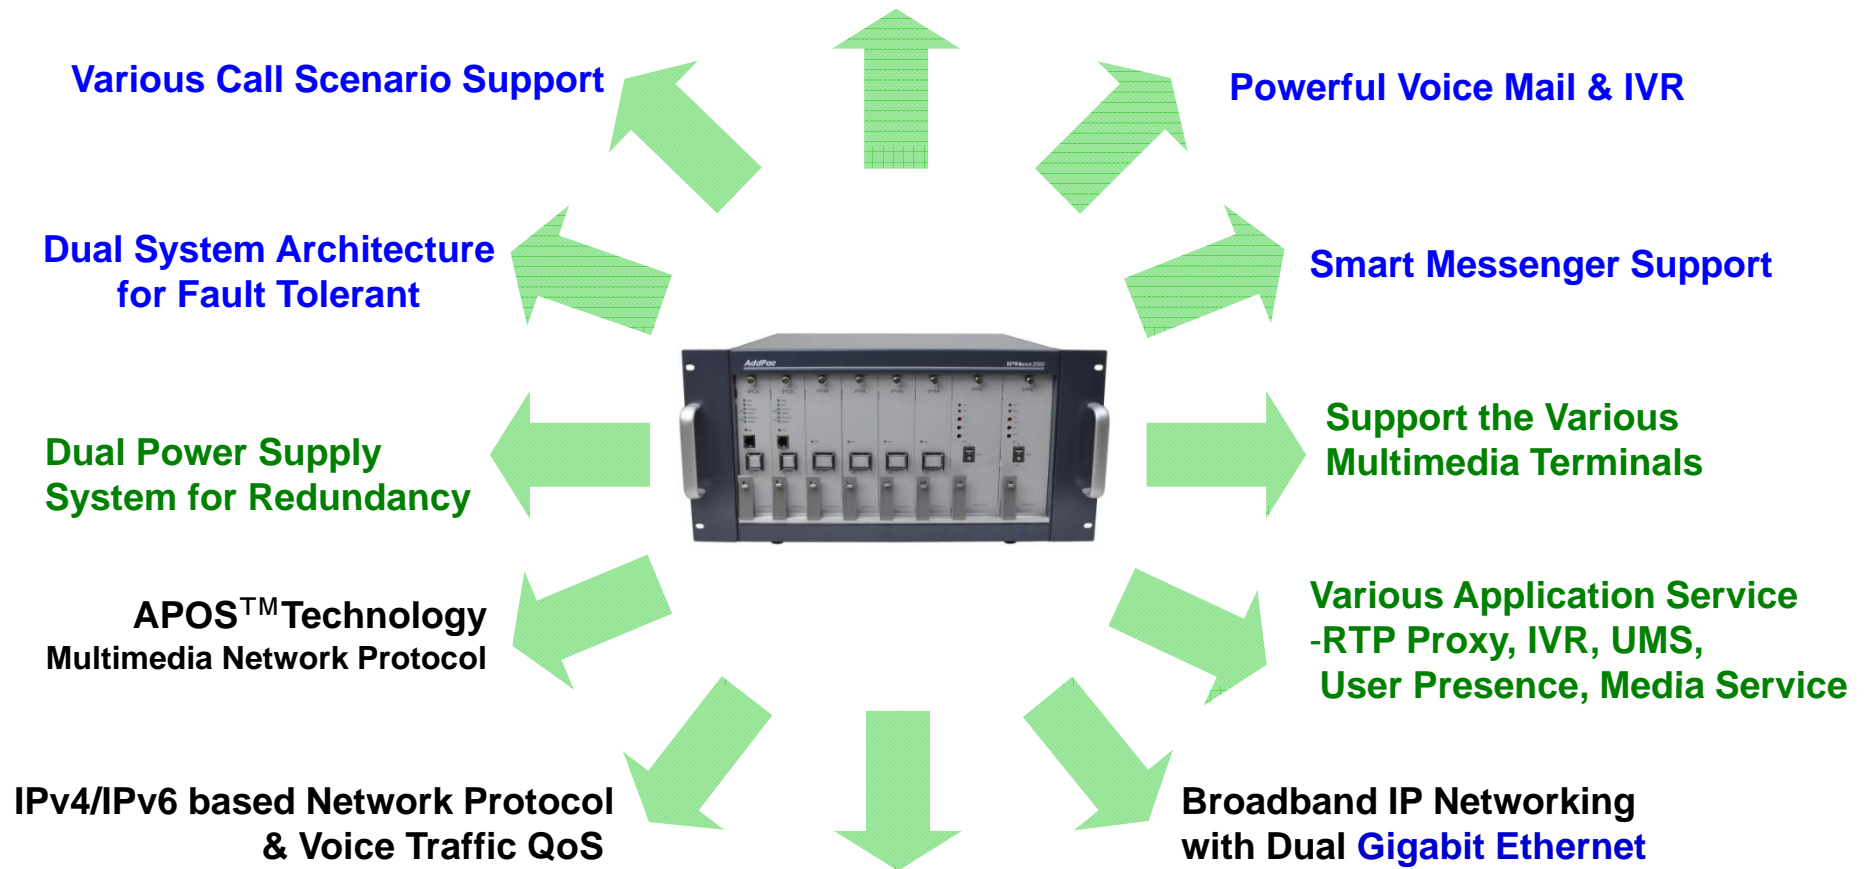 Various Call Scenario Support
Powerful Voice Mail & IVR
Dual System Architecture
for Fault Tolerant
Smart Messenger Support
AddPac
Support the Various
Multimedia Terminals
Dual Power Supply
System for Redundancy
APOS™Technology
Multimedia Network Protocol
Various Application Service
-RTP Proxy, IVR, UMS,
User Presence, Media Service
IPv4/IPv6 based Network Protocol
& Voice Traffic QoS
Broadband IP Networking
with Dual Gigabit Ethernet